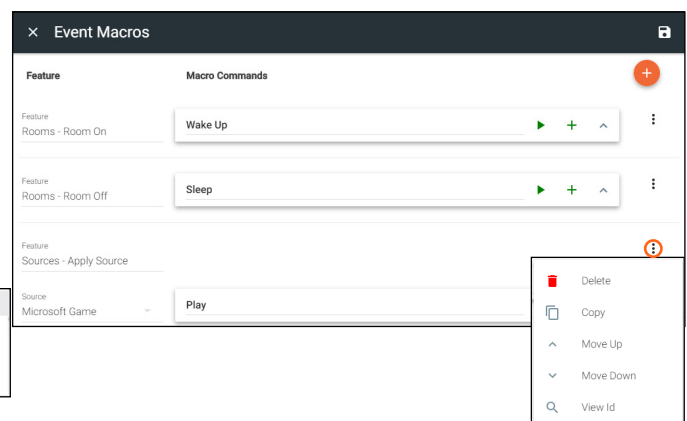 × Event Macros
Feature Macro Commands
Feature
Rooms - Room On
Wake Up
Feature
Rooms - Room Off
Sleep
Feature
Sources - Apply Source
Source
Microsoft Game
Play
Delete
Copy
Move Up
Move Down
View Id